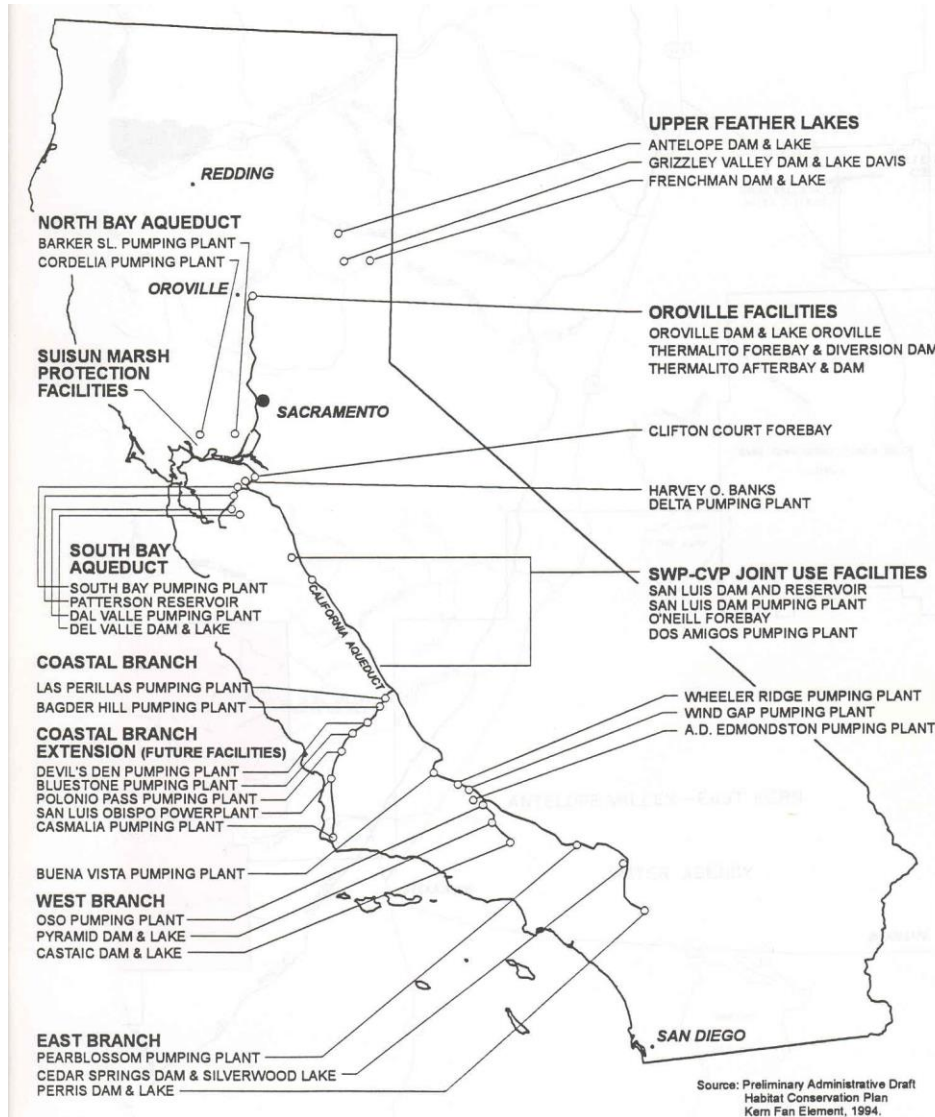 UPPER FEATHER LAKES
ANTELOPE DAM & LAKE
GRIZZLEY VALLEY DAM & LAKE DAVIS
FRENCHMAN DAM & LAKE
REDDING
NORTH BAY AQUEDUCT
BARKER SL. PUMPING PLANT
CORDELIA PUMPING PLANT
OROVILLE
OROVILLE FACILITIES
OROVILLE DAM & LAKE OROVILLE
THERMALITO FOREBAY & DIVERSION DAM
THERMALITO AFTERBAY & DAM
SUISUN MARSH
PROTECTION
FACILITIES
SACRAMENTO
CLIFTON COURT FOREBAY
HARVEY O. BANKS
DELTA PUMPING PLANT
SOUTH BAY
AQUEDUCT
SOUTH BAY PUMPING PLANT
PATTERSON RESERVOIR
DAL VALLE PUMPING PLANT
DEL VALLE DAM & LAKE
SWP-CVP JOINT USE FACILITIES
SAN LUIS DAM AND RESERVOIR
SAN LUIS DAM PUMPING PLANT
O'NEILL FOREBAY
DOS AMIGOS PUMPING PLANT
CALIFORNIA AQUEDUCT
COASTAL BRANCH
LAS PERILLAS PUMPING PLANT
BAGDER HILL PUMPING PLANT
WHEELER RIDGE PUMPING PLANT
WIND GAP PUMPING PLANT
A.D. EDMONDSTON PUMPING PLANT
COASTAL BRANCH
EXTENSION (FUTURE FACILITIES)
DEVIL'S DEN PUMPING PLANT
BLUESTONE PUMPING PLANT
POLONIO PASS PUMPING PLANT
SAN LUIS OBISPO POWERPLANT
CASMALIA PUMPING PLANT
BUENA VISTA PUMPING PLANT
WEST BRANCH
OSO PUMPING PLANT
PYRAMID DAM & LAKE
CASTAIC DAM & LAKE
EAST BRANCH
PEARBLOSSOM PUMPING PLANT
CEDAR SPRINGS DAM & SILVERWOOD LAKE
PERRIS DAM & LAKE
SAN DIEGO
Source: Preliminary Administrative Draft
Habitat Conservation Plan
Kern Fan Element, 1994.